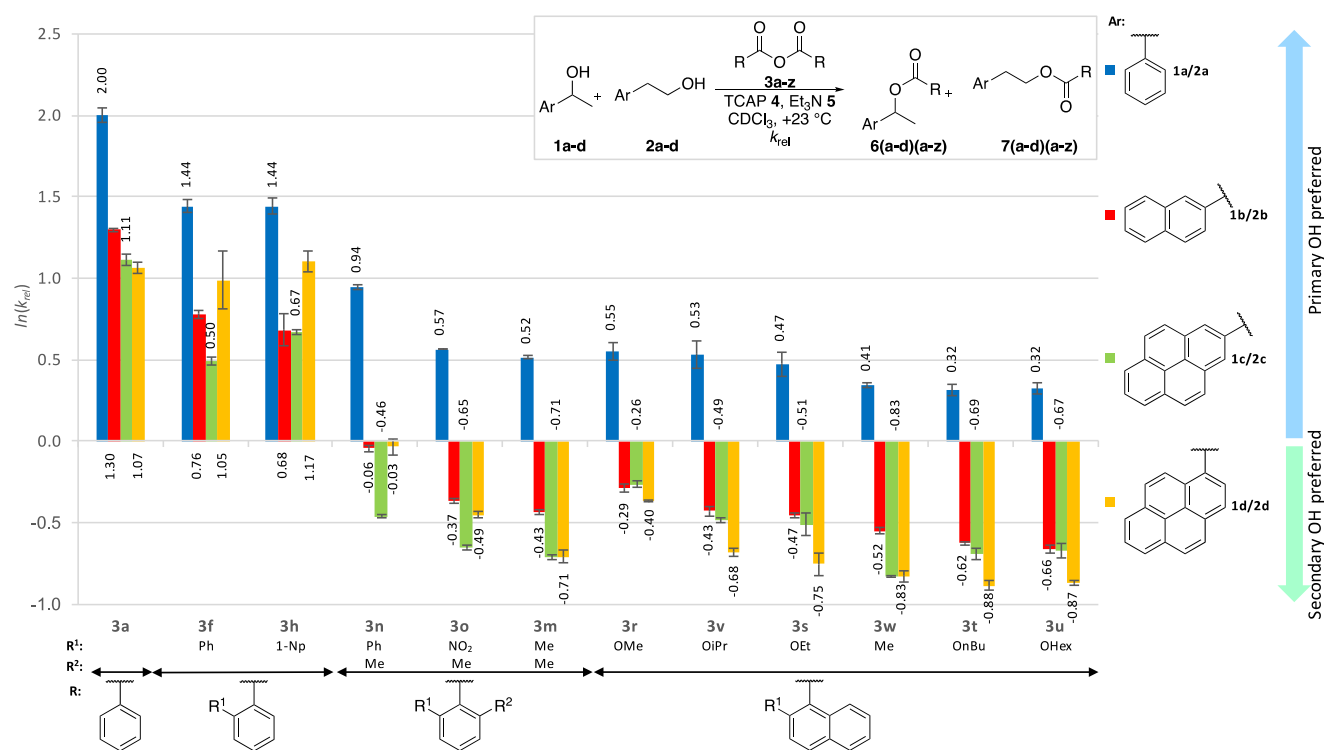 O O
R O R
3a-z
OH
Ar
+
Ar OH
TCAP 4, Et₃N 5
CDCl₃, +23 °C
k_rel
O
O R
Ar
+
Ar O R
O
1a-d 2a-d 6(a-d)(a-z) 7(a-d)(a-z)
Ar:
1a/2a
1b/2b
1c/2c
1d/2d
Primary OH preferred
Secondary OH preferred
ln(k_rel)
2.5
2.0
1.5
1.0
0.5
0.0
-0.5
-1.0
2.00 1.30 1.11 1.07
1.44 0.76 0.50 1.05
1.44 0.68 0.67 1.17
0.94 -0.06 -0.46 -0.03
0.57 -0.37 -0.65 -0.49
0.52 -0.43 -0.71 -0.71
0.55 -0.29 -0.26 -0.40
0.53 -0.43 -0.49 -0.68
0.47 -0.47 -0.51 -0.75
0.41 -0.52 -0.83 -0.83
0.32 -0.62 -0.69 -0.88
0.32 -0.66 -0.67 -0.87
3a 3f 3h 3n 3o 3m 3r 3v 3s 3w 3t 3u
R¹: Ph 1-Np Ph NO₂ Me OMe OiPr OEt Me OnBu OHex
R²: Me Me Me
R:
R¹
R¹ R²
R¹